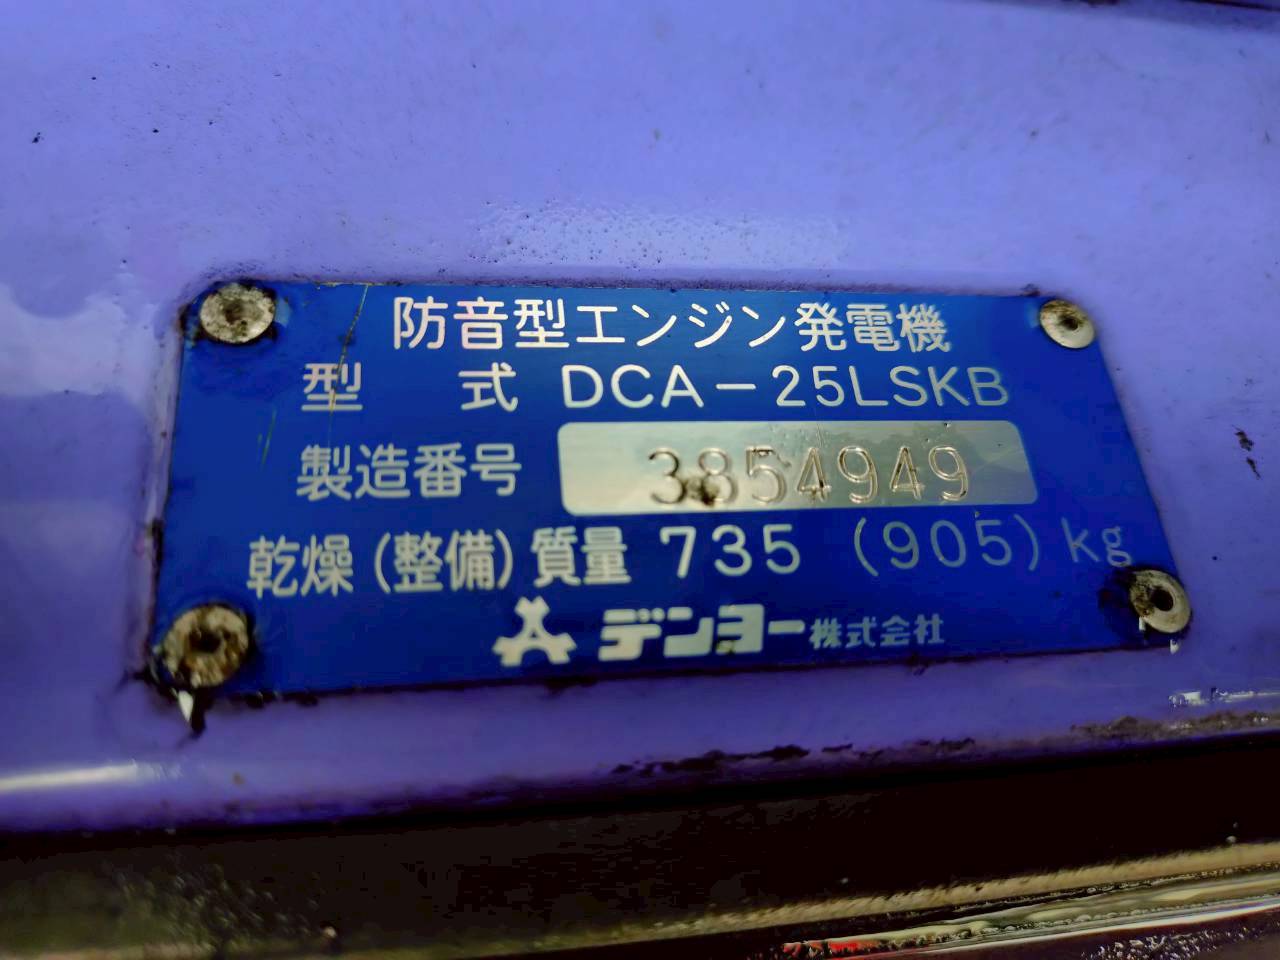 防音型エンジン発電機
型式 DCA-25LSKB
製造番号 3854949
乾燥(整備)質量 735 (905) kg
デンヨー株式会社